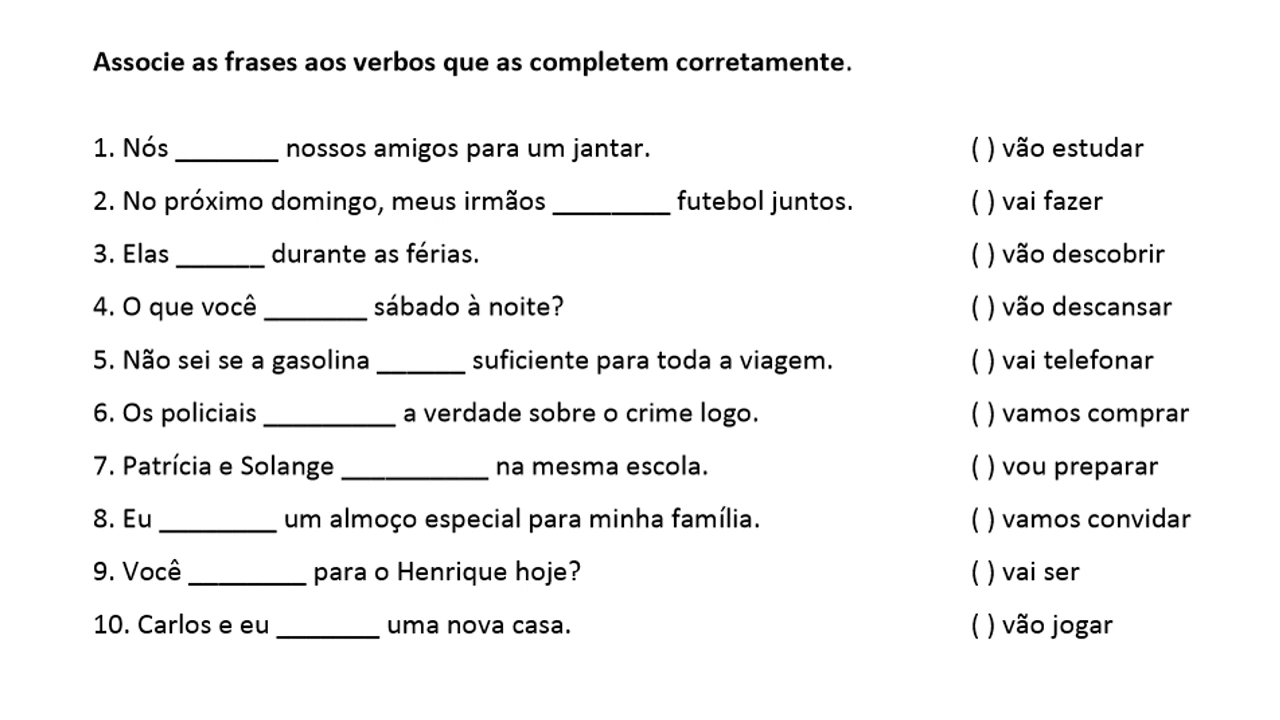 Associe as frases aos verbos que as completem corretamente.
1. Nós _______ nossos amigos para um jantar. ( ) vão estudar
2. No próximo domingo, meus irmãos ________ futebol juntos. ( ) vai fazer
3. Elas ______ durante as férias. ( ) vão descobrir
4. O que você _______ sábado à noite? ( ) vão descansar
5. Não sei se a gasolina ______ suficiente para toda a viagem. ( ) vai telefonar
6. Os policiais _________ a verdade sobre o crime logo. ( ) vamos comprar
7. Patrícia e Solange __________ na mesma escola. ( ) vou preparar
8. Eu ________ um almoço especial para minha família. ( ) vamos convidar
9. Você ________ para o Henrique hoje? ( ) vai ser
10. Carlos e eu _______ uma nova casa. ( ) vão jogar